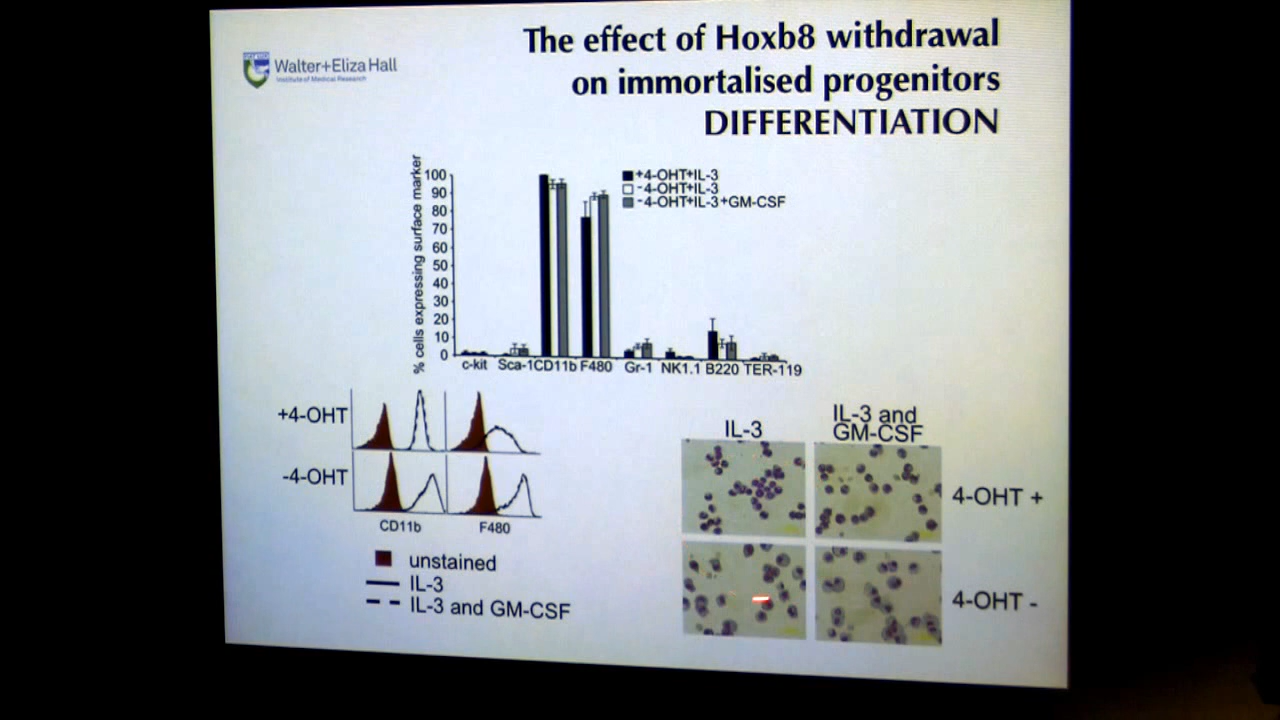 Walter+Eliza Hall
Institute of Medical Research
The effect of Hoxb8 withdrawal
on immortalised progenitors
DIFFERENTIATION
% cells expressing surface marker
100
90
80
70
60
50
40
30
20
10
0
+4-OHT+IL-3
-4-OHT+IL-3
-4-OHT+IL-3+GM-CSF
c-kit Sca-1 CD11b F480 Gr-1 NK1.1 B220 TER-119
+4-OHT
-4-OHT
CD11b F480
unstained
IL-3
IL-3 and GM-CSF
IL-3
IL-3 and
GM-CSF
4-OHT +
4-OHT -